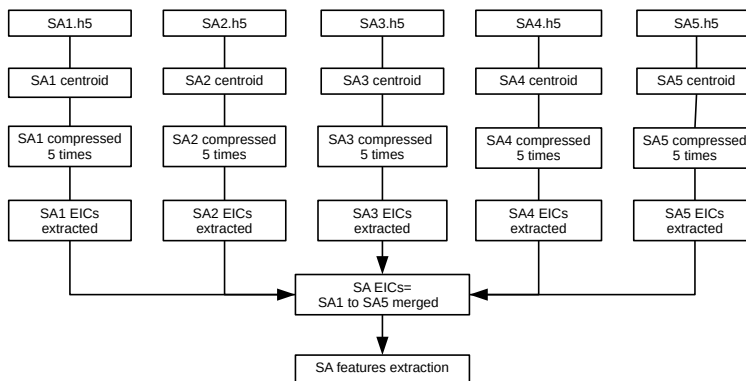 SA1.h5
SA2.h5
SA3.h5
SA4.h5
SA5.h5
SA1 centroid
SA2 centroid
SA3 centroid
SA4 centroid
SA5 centroid
SA1 compressed
5 times
SA2 compressed
5 times
SA3 compressed
5 times
SA4 compressed
5 times
SA5 compressed
5 times
SA1 EICs
extracted
SA2 EICs
extracted
SA3 EICs
extracted
SA4 EICs
extracted
SA5 EICs
extracted
SA EICs=
SA1 to SA5 merged
SA features extraction